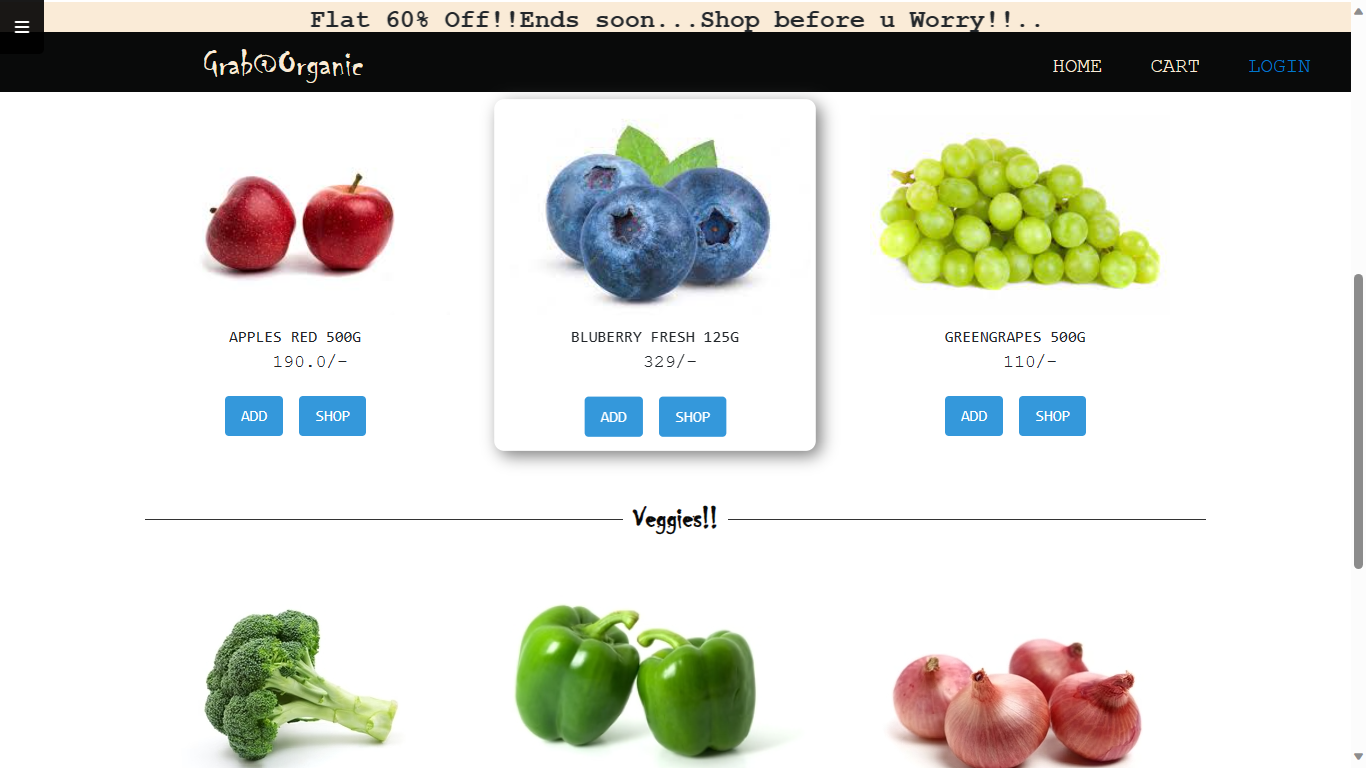 Flat 60% Off!!Ends soon...Shop before u Worry!!..
Grab@Organic
HOME CART LOGIN
APPLES RED 500G
190.0/-
ADD SHOP
BLUBERRY FRESH 125G
329/-
ADD SHOP
GREENGRAPES 500G
110/-
ADD SHOP
Veggies!!